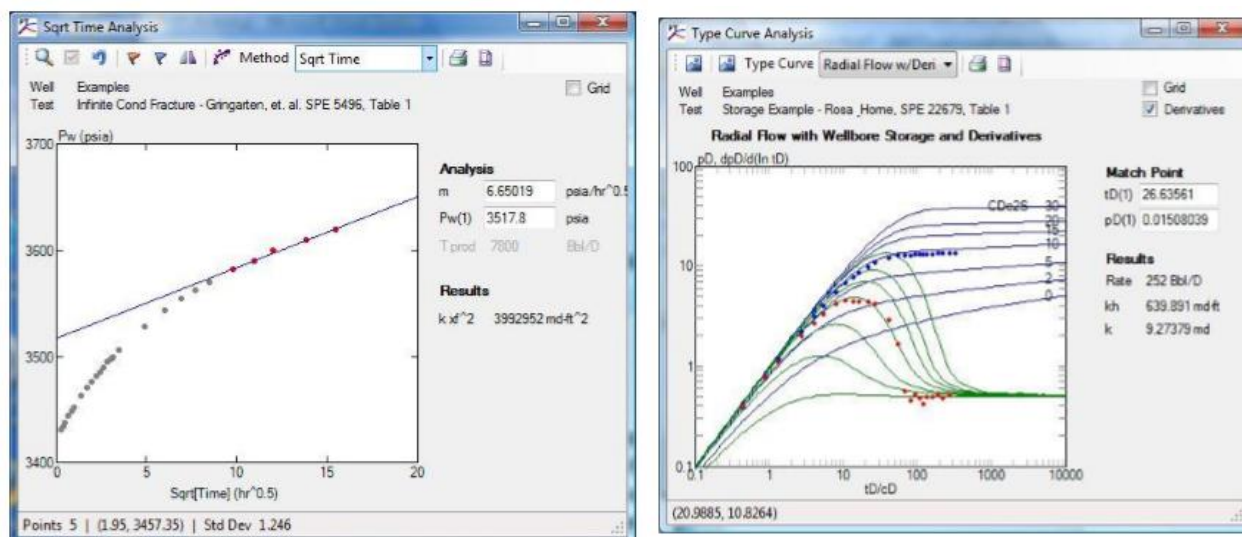 Sqrt Time Analysis
Method Sqrt Time
Well Examples
Grid
Test Infinite Cond Fracture - Gringarten, et. al. SPE 5496, Table 1
Pw (psia)
3700
3600
3500
3400
0 5 10 15 20
Sqrt[Time] (hr^0.5)
Analysis
m 6.65019 psia/hr^0.5
Pw(1) 3517.8 psia
T prod 7800 Bbl/D
Results
k xf^2 3992952 md-ft^2
Points 5 | (1.95, 3457.35) | Std Dev 1.246
Type Curve Analysis
Type Curve Radial Flow w/Deri
Well Examples
Grid
Test Storage Example - Rosa_Home, SPE 22679, Table 1
Derivatives
Radial Flow with Wellbore Storage and Derivatives
pD, dpD/d(ln tD)
100
10
1
0.1
CDe2S 30
20
15
10
5
2
0
0.1 1 10 100 1000 10000
tD/cD
Match Point
tD(1) 26.63561
pD(1) 0.01508039
Results
Rate 252 Bbl/D
kh 639.891 md-ft
k 9.27379 md
(20.9885, 10.8264)